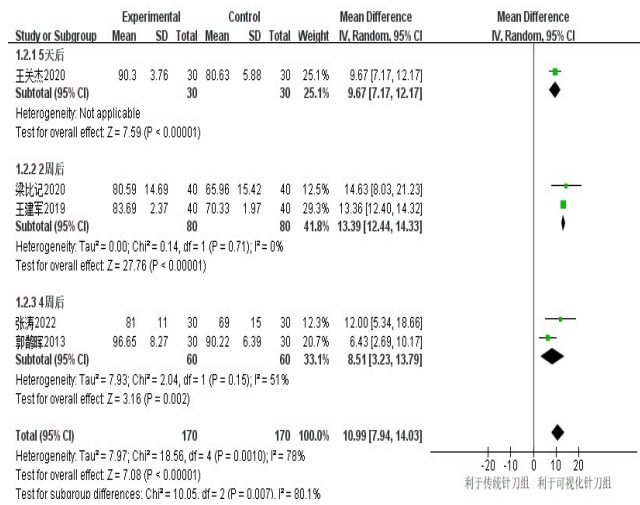 Experimental Control Mean Difference Mean Difference
Study or Subgroup Mean SD Total Mean SD Total Weight IV, Random, 95% CI IV, Random, 95% CI
1.2.1 5天后
王关杰2020 90.3 3.76 30 80.63 5.88 30 25.1% 9.67 [7.17, 12.17]
Subtotal (95% CI) 30 30 25.1% 9.67 [7.17, 12.17]
Heterogeneity: Not applicable
Test for overall effect: Z = 7.59 (P < 0.00001)
1.2.2 2周后
梁比记2020 80.59 14.69 40 65.96 15.42 40 12.5% 14.63 [8.03, 21.23]
王建军2019 83.69 2.37 40 70.33 1.97 40 29.3% 13.36 [12.40, 14.32]
Subtotal (95% CI) 80 80 41.8% 13.39 [12.44, 14.33]
Heterogeneity: Tau² = 0.00; Chi² = 0.14, df = 1 (P = 0.71); I² = 0%
Test for overall effect: Z = 27.76 (P < 0.00001)
1.2.3 4周后
张涛2022 81 11 30 69 15 30 12.3% 12.00 [5.34, 18.66]
郭 2013 96.65 8.27 30 90.22 6.39 30 20.7% 6.43 [2.69, 10.17]
Subtotal (95% CI) 60 60 33.1% 8.51 [3.23, 13.79]
Heterogeneity: Tau² = 7.93; Chi² = 2.04, df = 1 (P = 0.15); I² = 51%
Test for overall effect: Z = 3.16 (P = 0.002)
Total (95% CI) 170 170 100.0% 10.99 [7.94, 14.03]
Heterogeneity: Tau² = 7.97; Chi² = 18.56, df = 4 (P = 0.0010); I² = 78%
Test for overall effect: Z = 7.08 (P < 0.00001)
Test for subgroup differences: Chi² = 10.05, df = 2 (P = 0.007), I² = 80.1%
-20 -10 0 10 20
利于传统针刀组 利于可视化针刀组